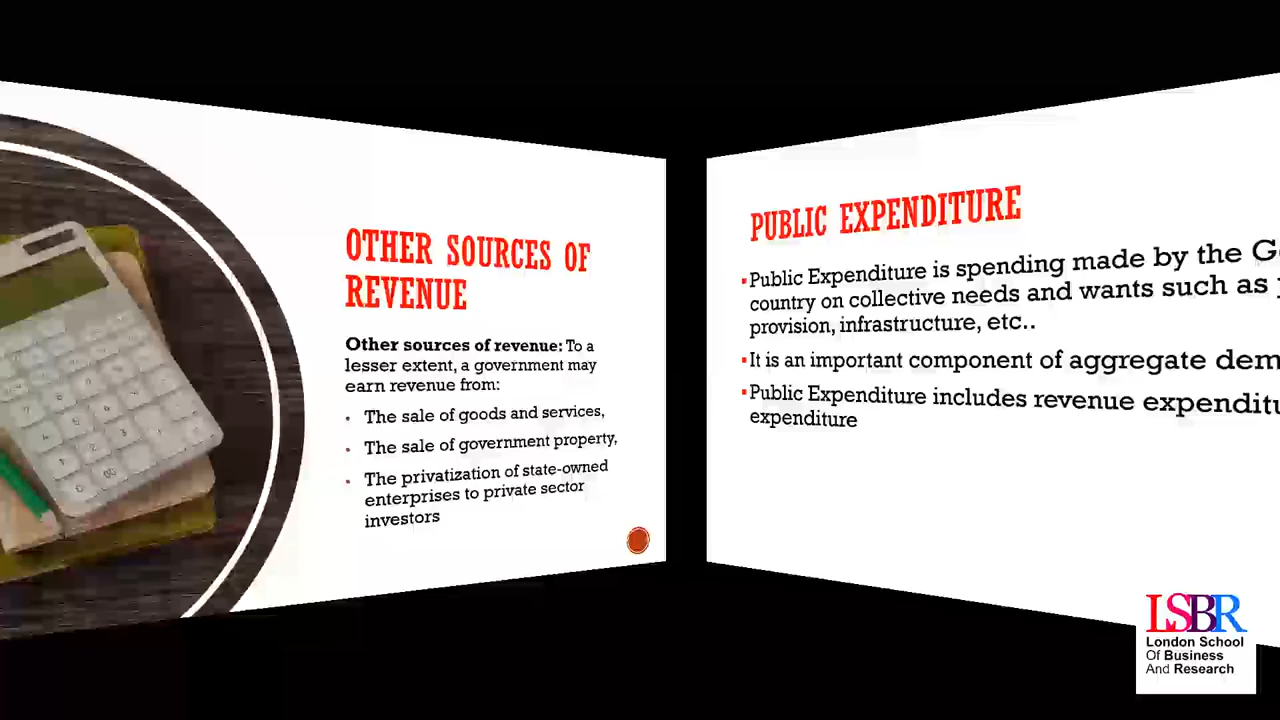 OTHER SOURCES OF
REVENUE
Other sources of revenue: To a
lesser extent, a government may
earn revenue from:
• The sale of goods and services,
• The sale of government property,
• The privatization of state-owned
enterprises to private sector
investors
PUBLIC EXPENDITURE
▪Public Expenditure is spending made by the
country on collective needs and wants such as
provision, infrastructure, etc..
▪It is an important component of aggregate
▪Public Expenditure includes revenue
expenditure
LSBR
London School
Of Business
And Research